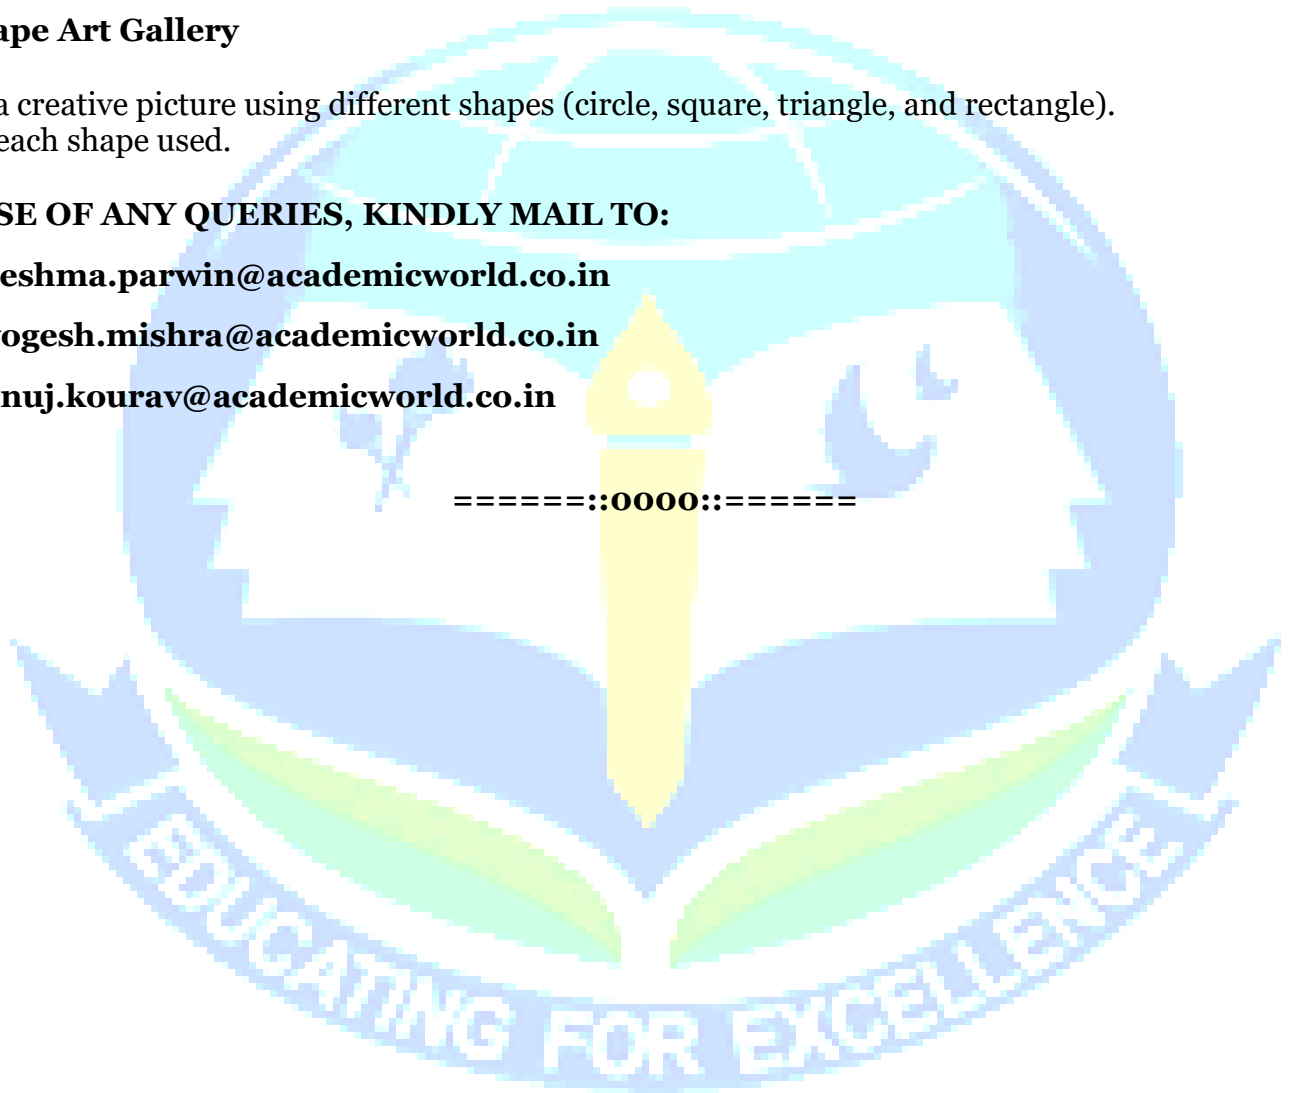 ape Art Gallery
a creative picture using different shapes (circle, square, triangle, and rectangle).
each shape used.
SE OF ANY QUERIES, KINDLY MAIL TO:
eshma.parwin@academicworld.co.in
ogesh.mishra@academicworld.co.in
nuj.kourav@academicworld.co.in
======::0000::======
EDUCATING FOR EXCELLENCE